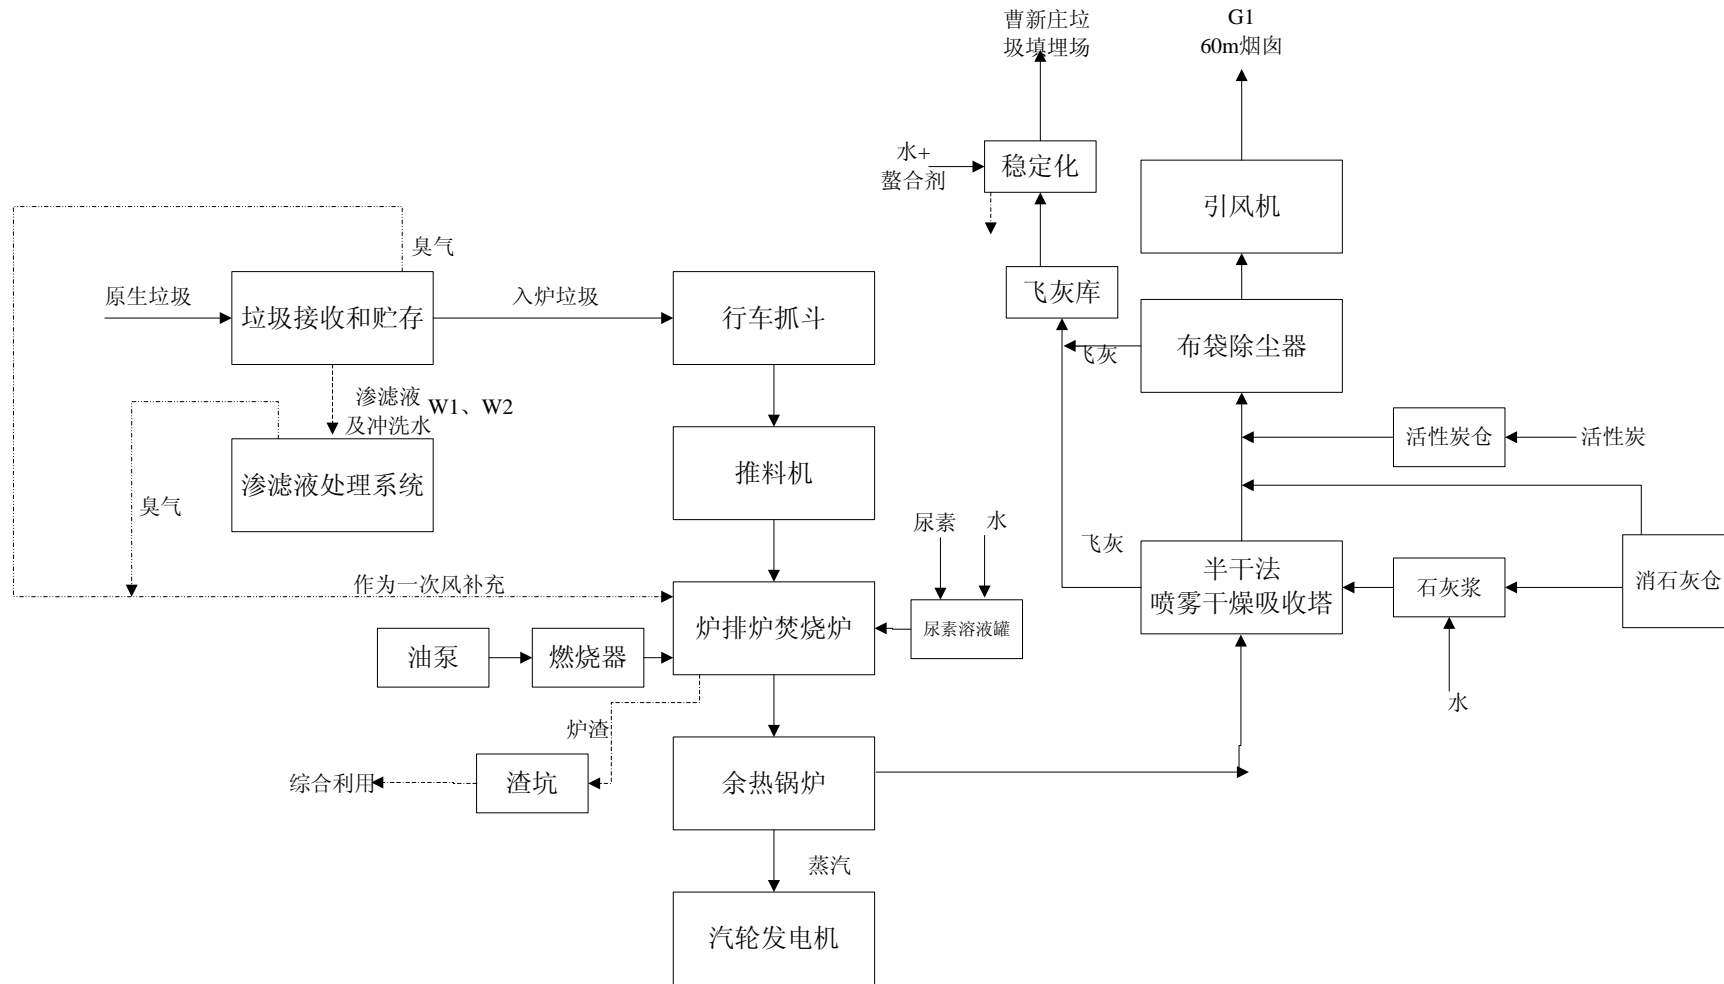 曹新庄垃
圾填埋场
G1
60m烟囱
水+
螯合剂
稳定化
引风机
臭气
原生垃圾
垃圾接收和贮存
入炉垃圾
行车抓斗
飞灰库
飞灰
布袋除尘器
渗滤液
及冲洗水
W1、W2
活性炭仓
活性炭
渗滤液处理系统
推料机
臭气
尿素
水
飞灰
半干法
喷雾干燥吸收塔
石灰浆
消石灰仓
作为一次风补充
炉排炉焚烧炉
尿素溶液罐
油泵
燃烧器
水
炉渣
综合利用
渣坑
余热锅炉
蒸汽
汽轮发电机